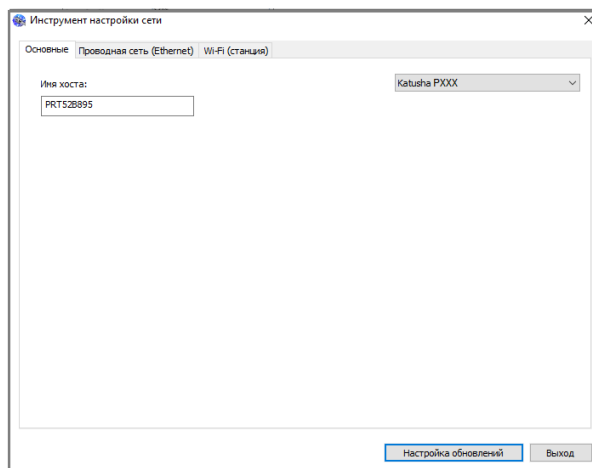 Инструмент настройки сети
Основные Проводная сеть (Ethernet) Wi-Fi (станция)
Имя хоста:
Katusha PXXX
PRT52B895
Настройка обновлений Выход